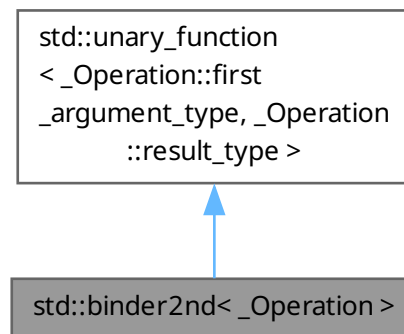 std::unary_function
< _Operation::first
_argument_type, _Operation
::result_type >
std::binder2nd< _Operation >